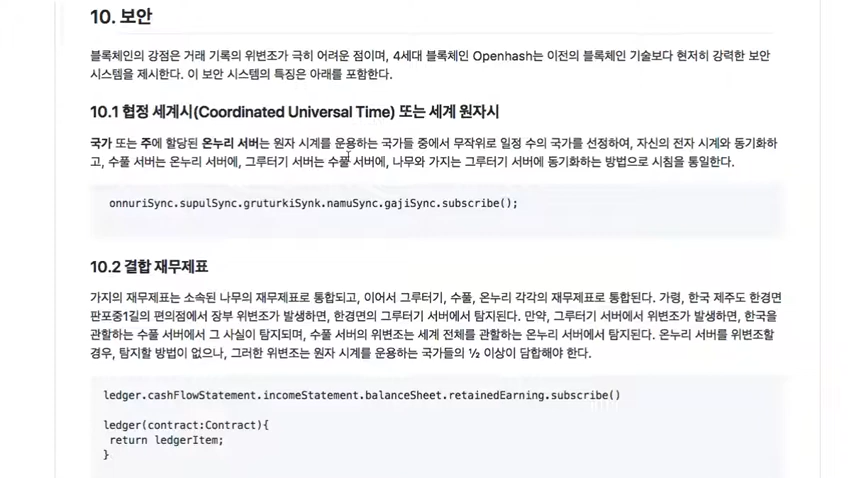 10. 보안
블록체인의 강점은 거래 기록의 위변조가 극히 어려운 점이며, 4세대 블록체인 Openhash는 이전의 블록체인 기술보다 현저히 강력한 보안
시스템을 제시한다. 이 보안 시스템의 특징은 아래를 포함한다.
10.1 협정 세계시(Coordinated Universal Time) 또는 세계 원자시
국가 또는 주에 할당된 온누리 서버는 원자 시계를 운용하는 국가들 중에서 무작위로 일정 수의 국가를 선정하여, 자신의 전자 시계와 동기화하
고, 수풀 서버는 온누리 서버에, 그루터기 서버는 수풀 서버에, 나무와 가지는 그루터기 서버에 동기화하는 방법으로 시침을 통일한다.
onnuriSync.supulSync.gruturkiSynk.namuSync.gajiSync.subscribe();
10.2 결합 재무제표
가지의 재무제표는 소속된 나무의 재무제표로 통합되고, 이어서 그루터기, 수풀, 온누리 각각의 재무제표로 통합된다. 가령, 한국 제주도 한경면
판포중1길의 편의점에서 장부 위변조가 발생하면, 한경면의 그루터기 서버에서 탐지된다. 만약, 그루터기 서버에서 위변조가 발생하면, 한국을
관할하는 수풀 서버에서 그 사실이 탐지되며, 수풀 서버의 위변조는 세계 전체를 관할하는 온누리 서버에서 탐지된다. 온누리 서버를 위변조할
경우, 탐지할 방법이 없으나, 그러한 위변조는 원자 시계를 운용하는 국가들의 ½ 이상이 담합해야 한다.
ledger.cashFlowStatement.incomeStatement.balanceSheet.retainedEarning.subscribe()
ledger(contract:Contract){
return ledgerItem;
}